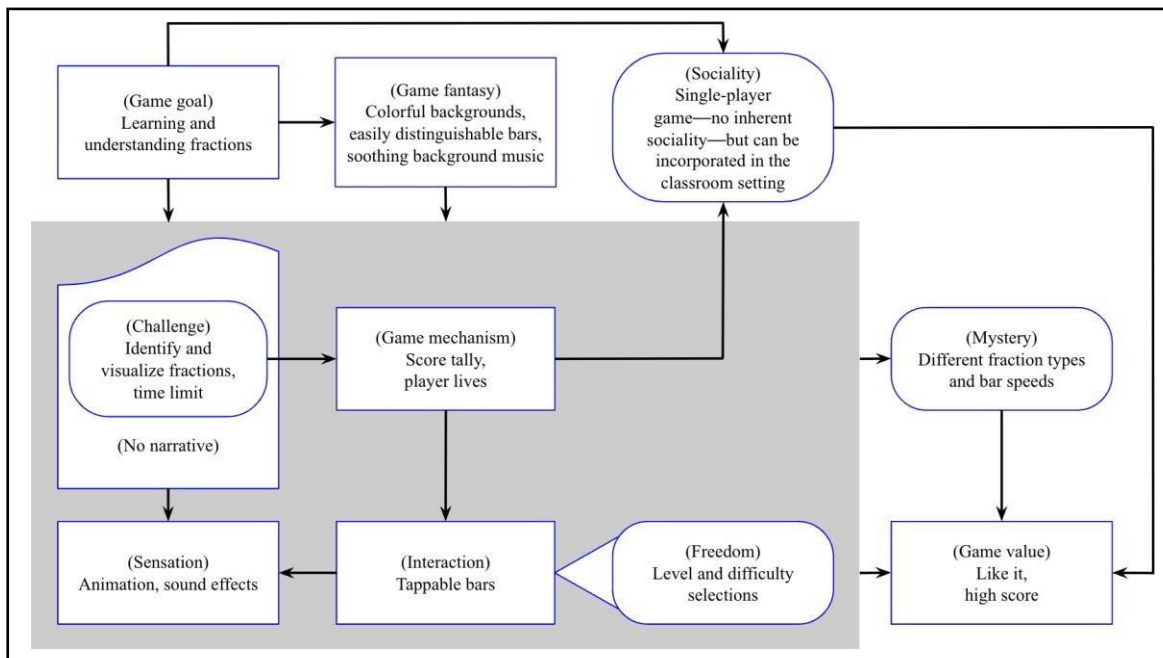 (Game goal)
Learning and
understanding fractions
(Game fantasy)
Colorful backgrounds,
easily distinguishable bars,
soothing background music
(Sociality)
Single-player
game—no inherent
sociality—but can be
incorporated in the
classroom setting
(Challenge)
Identify and
visualize fractions,
time limit
(No narrative)
(Game mechanism)
Score tally,
player lives
(Mystery)
Different fraction types
and bar speeds
(Sensation)
Animation, sound effects
(Interaction)
Tappable bars
(Freedom)
Level and difficulty
selections
(Game value)
Like it,
high score